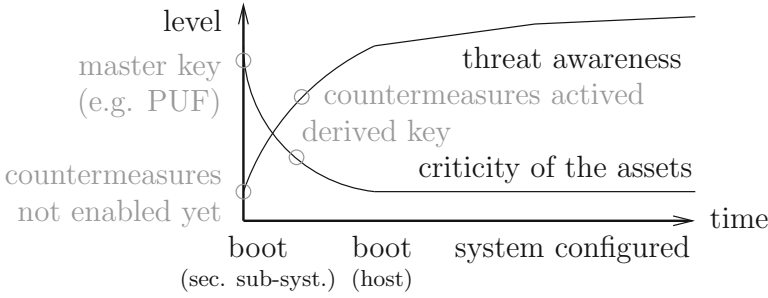 level
master key
(e.g. PUF)
threat awareness
countermeasures actived
derived key
countermeasures
not enabled yet
criticity of the assets
time
boot
(sec. sub-syst.)
boot
(host)
system configured